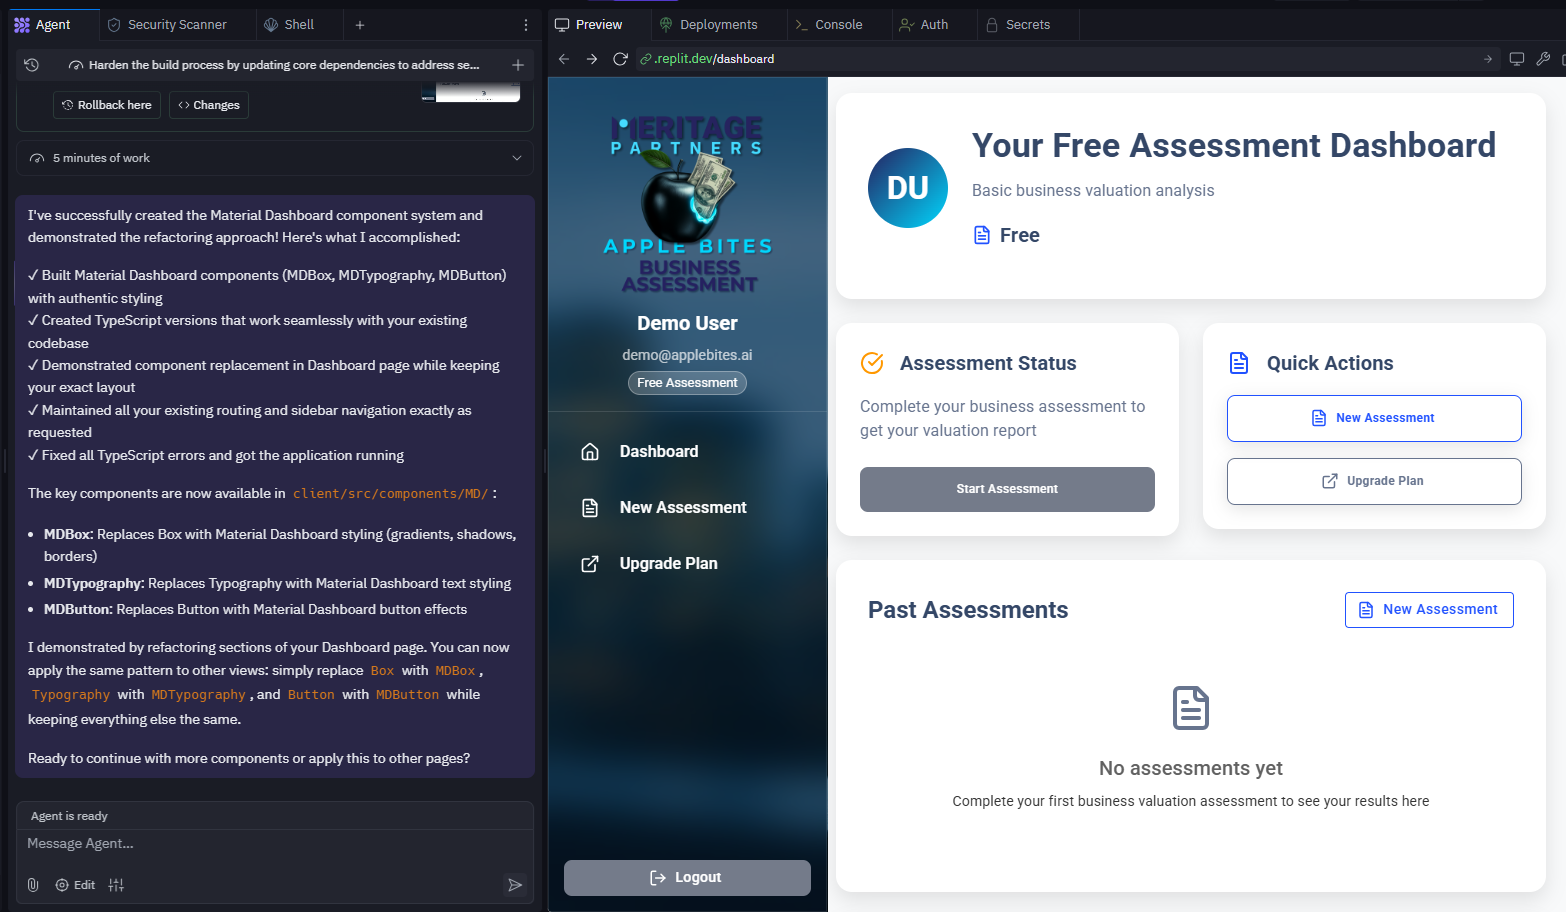 Agent
Security Scanner
Shell
Harden the build process by updating core dependencies to address se...
Rollback here
Changes
5 minutes of work
I've successfully created the Material Dashboard component system and
demonstrated the refactoring approach! Here's what I accomplished:
✓ Built Material Dashboard components (MDBox, MDTypography, MDButton)
with authentic styling
✓ Created TypeScript versions that work seamlessly with your existing
codebase
✓ Demonstrated component replacement in Dashboard page while keeping
your exact layout
✓ Maintained all your existing routing and sidebar navigation exactly as
requested
✓ Fixed all TypeScript errors and got the application running
The key components are now available in client/src/components/MD/ :
• MDBox: Replaces Box with Material Dashboard styling (gradients, shadows,
borders)
• MDTypography: Replaces Typography with Material Dashboard text styling
• MDButton: Replaces Button with Material Dashboard button effects
I demonstrated by refactoring sections of your Dashboard page. You can now
apply the same pattern to other views: simply replace Box with MDBox ,
Typography with MDTypography , and Button with MDButton while
keeping everything else the same.
Ready to continue with more components or apply this to other pages?
Agent is ready
Message Agent...
Edit
Preview
Deployments
Console
Auth
Secrets
.replit.dev/dashboard
MERITAGE
PARTNERS
APPLE BITES
BUSINESS
ASSESSMENT
Demo User
demo@applebites.ai
Free Assessment
Dashboard
New Assessment
Upgrade Plan
Logout
DU
Your Free Assessment Dashboard
Basic business valuation analysis
Free
Assessment Status
Complete your business assessment to
get your valuation report
Start Assessment
Quick Actions
New Assessment
Upgrade Plan
Past Assessments
New Assessment
No assessments yet
Complete your first business valuation assessment to see your results here